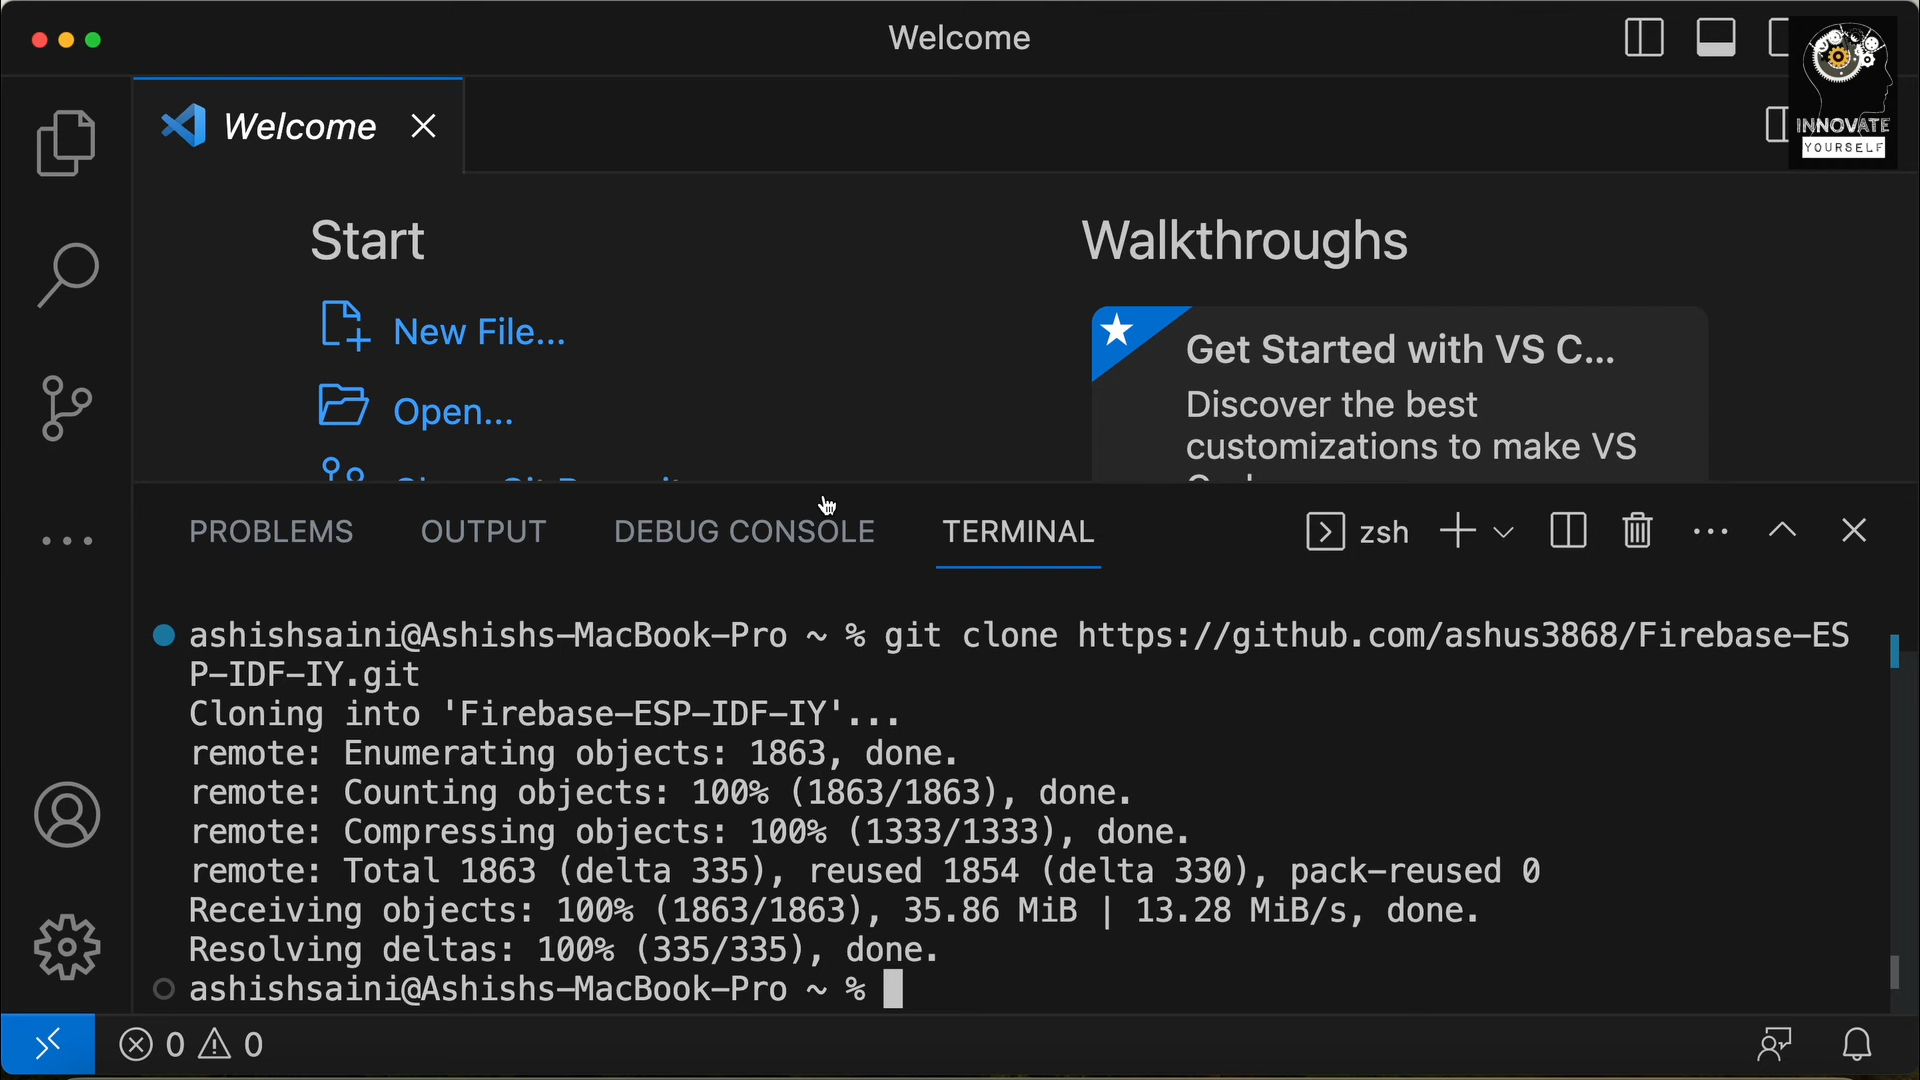 Welcome
INNOVATE
YOURSELF
Welcome
Start
Walkthroughs
New File...
Get Started with VS C...
Open...
Discover the best
customizations to make VS
PROBLEMS OUTPUT DEBUG CONSOLE TERMINAL zsh
ashishsaini@Ashishs-MacBook-Pro ~ % git clone https://github.com/ashus3868/Firebase-ES
P-IDF-IY.git
Cloning into 'Firebase-ESP-IDF-IY'...
remote: Enumerating objects: 1863, done.
remote: Counting objects: 100% (1863/1863), done.
remote: Compressing objects: 100% (1333/1333), done.
remote: Total 1863 (delta 335), reused 1854 (delta 330), pack-reused 0
Receiving objects: 100% (1863/1863), 35.86 MiB | 13.28 MiB/s, done.
Resolving deltas: 100% (335/335), done.
ashishsaini@Ashishs-MacBook-Pro ~ %
0 0